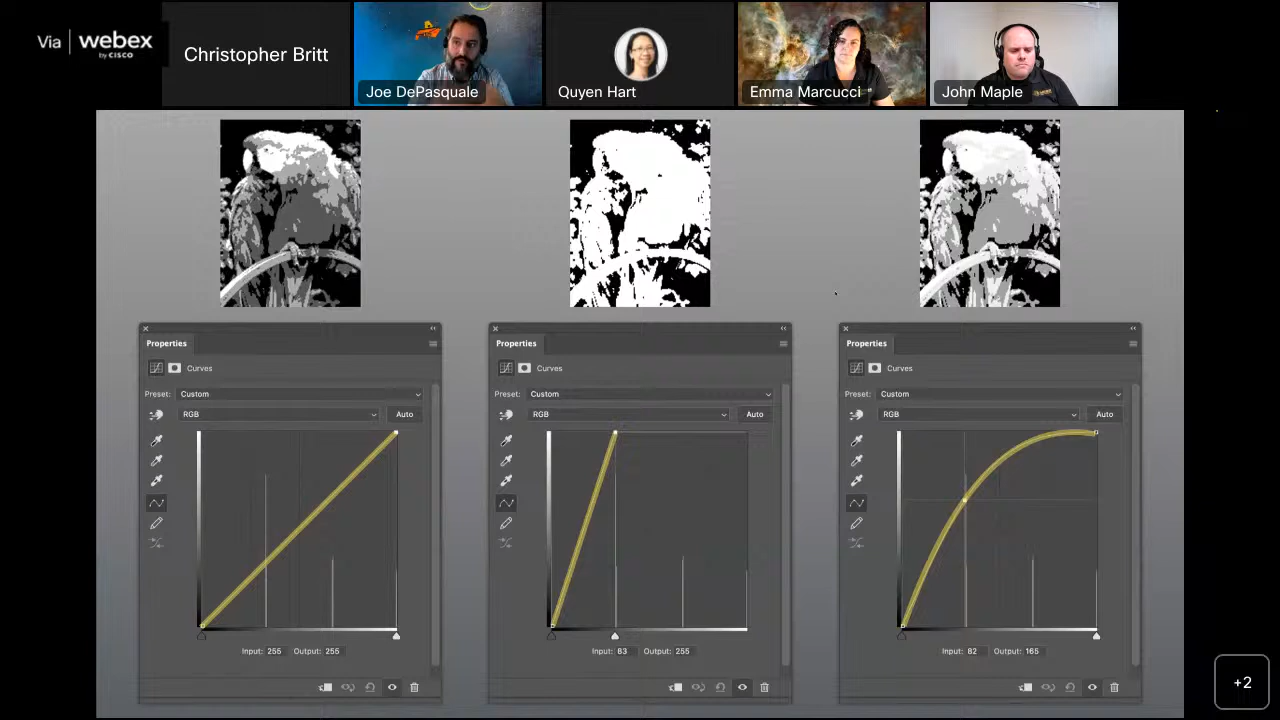 Via | webex
by CISCO
Christopher Britt
Joe DePasquale
Quyen Hart
Emma Marcucci
John Maple
Properties
Curves
Preset: Custom
RGB
Auto
Input: 255 Output: 255
Properties
Curves
Preset: Custom
RGB
Auto
Input: 83 Output: 255
Properties
Curves
Preset: Custom
RGB
Auto
Input: 82 Output: 165
+2